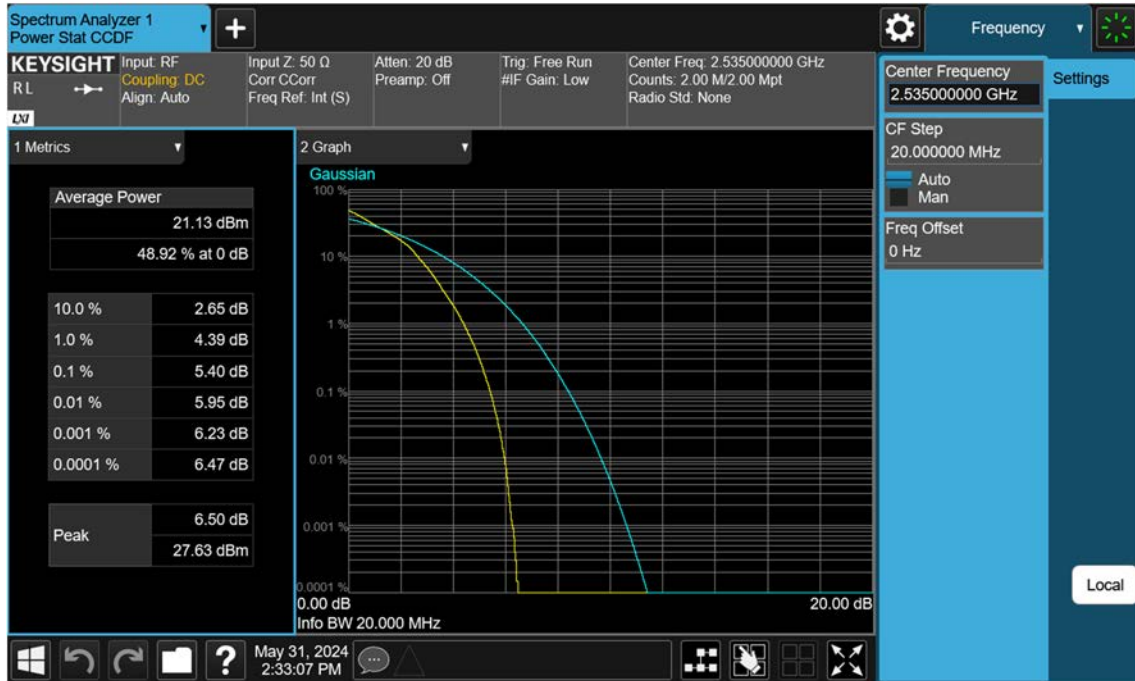 Spectrum Analyzer 1
Power Stat CCDF
Frequency
KEYSIGHT
RL
LXI
Input: RF
Coupling: DC
Align: Auto
Input Z: 50 Ω
Corr CCorr
Freq Ref: Int (S)
Atten: 20 dB
Preamp: Off
Trig: Free Run
#IF Gain: Low
Center Freq: 2.535000000 GHz
Counts: 2.00 M/2.00 Mpt
Radio Std: None
Center Frequency
2.535000000 GHz
Settings
CF Step
20.000000 MHz
Auto
Man
Freq Offset
0 Hz
1 Metrics
Average Power
21.13 dBm
48.92 % at 0 dB
10.0 % 2.65 dB
1.0 % 4.39 dB
0.1 % 5.40 dB
0.01 % 5.95 dB
0.001 % 6.23 dB
0.0001 % 6.47 dB
Peak 6.50 dB
27.63 dBm
2 Graph
Gaussian
100 %
10 %
1 %
0.1 %
0.01 %
0.001 %
0.0001 %
0.00 dB 20.00 dB
Info BW 20.000 MHz
Local
?
May 31, 2024
2:33:07 PM